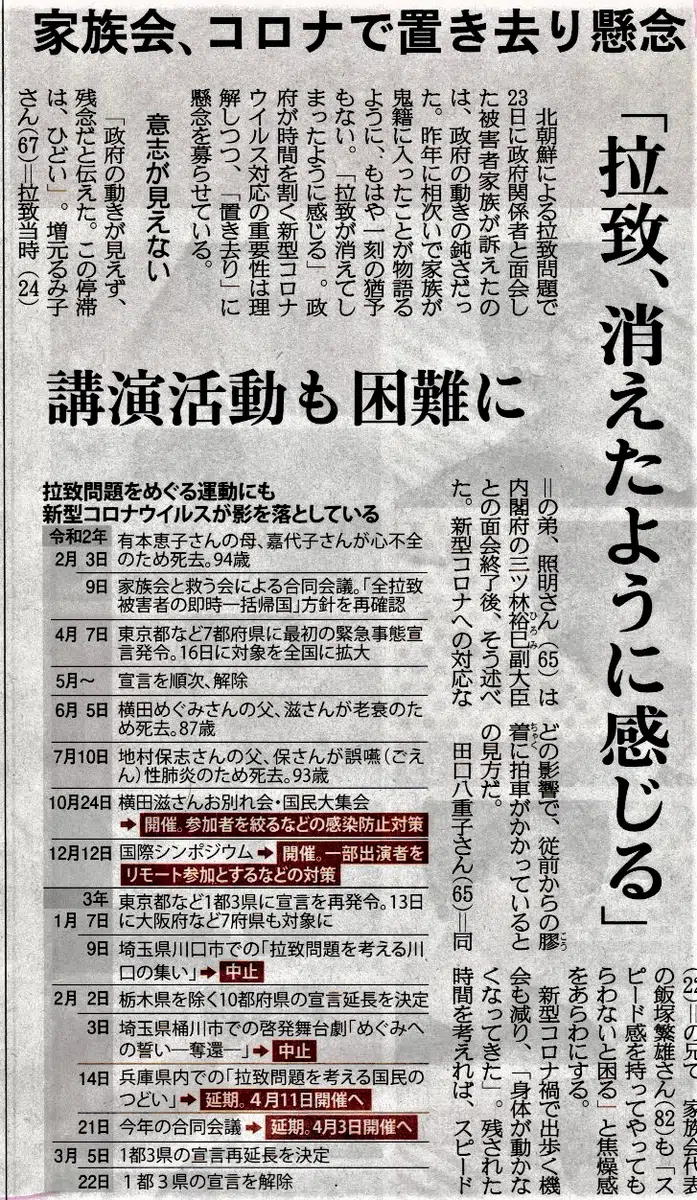 家族会、コロナで置き去り懸念
「拉致、消えたように感じる」
北朝鮮による拉致問題で
23日に政府関係者と面会し
た被害者家族が訴えたの
は、政府の動きの鈍さだっ
た。昨年に相次いで家族が
鬼籍に入ったことが物語る
ように、もはや一刻の猶予
もない。「拉致が消えてし
まったように感じる」。政
府が時間を割く新型コロナ
ウイルス対応の重要性は理
解しつつ、「置き去り」に
懸念を募らせている。
意志が見えない
「政府の動きが見えず、
残念だと伝えた。この停滞
は、ひどい」。増元るみ子
さん(67)=拉致当時(24)
講演活動も困難に
=の弟、照明さん(65)は
内閣府の三ツ林裕巳副大臣
ひろみ
との面会終了後、そう述べ
た。新型コロナへの対応な
どの影響で、従前からの膠
こう
着に拍車がかかっていると
ちゃく
の見方だ。
田口八重子さん(65)=同
(22)=の兄で、家族会代表
の飯塚繁雄さん(82)も「ス
ピード感を持ってやっても
らわないと困る」と焦燥感
をあらわにする。
新型コロナ禍で出歩く機
会も減り、「身体が動かな
くなってきた」。残された
時間を考えれば、スピード
拉致問題をめぐる運動にも
新型コロナウイルスが影を落としている
令和2年
2月 3日 有本恵子さんの母、嘉代子さんが心不全
のため死去。94歳
9日 家族会と救う会による合同会議。「全拉致
被害者の即時一括帰国」方針を再確認
4月 7日 東京都など7都府県に最初の緊急事態宣
言発令。16日に対象を全国に拡大
5月〜 宣言を順次、解除
6月 5日 横田めぐみさんの父、滋さんが老衰のた
め死去。87歳
7月10日 地村保志さんの父、保さんが誤嚥(ごえ
ん)性肺炎のため死去。93歳
10月24日 横田滋さんお別れ会・国民大集会
➡ 開催。参加者を絞るなどの感染防止対策
12月12日 国際シンポジウム➡ 開催。一部出演者を
リモート参加とするなどの対策
3年
1月 7日 東京都など1都3県に宣言を再発令。13日
に大阪府など7府県も対象に
9日 埼玉県川口市での「拉致問題を考える川
口の集い」➡ 中止
2月 2日 栃木県を除く10都府県の宣言延長を決定
3日 埼玉県桶川市での啓発舞台劇「めぐみへ
の誓い―奪還―」➡ 中止
14日 兵庫県内での「拉致問題を考える国民の
つどい」➡ 延期。4月11日開催へ
21日 今年の合同会議➡ 延期。4月3日開催へ
3月 5日 1都3県の宣言再延長を決定
22日 1都3県の宣言を解除